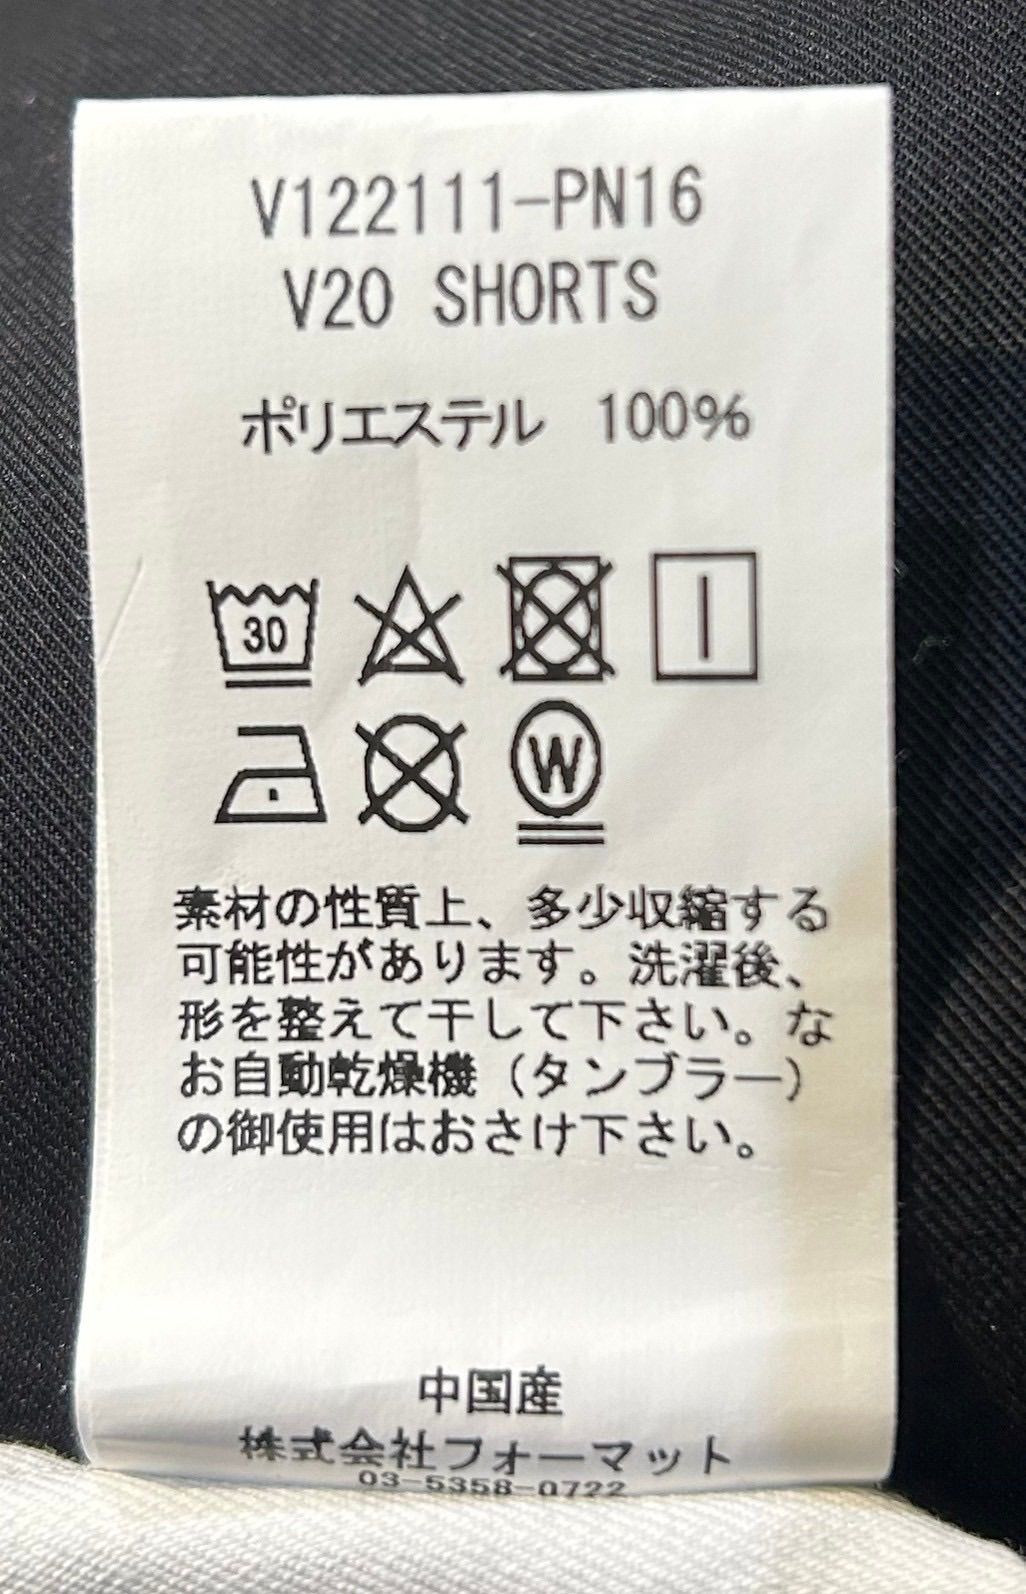 V122111-PN16
V20 SHORTS
ポリエステル 100%
30
W
素材の性質上、多少収縮する
可能性があります。洗濯後、
形を整えて干して下さい。な
お自動乾燥機（タンブラー）
の御使用はおさけ下さい。
中国産
株式会社フォーマット
03-5358-0722